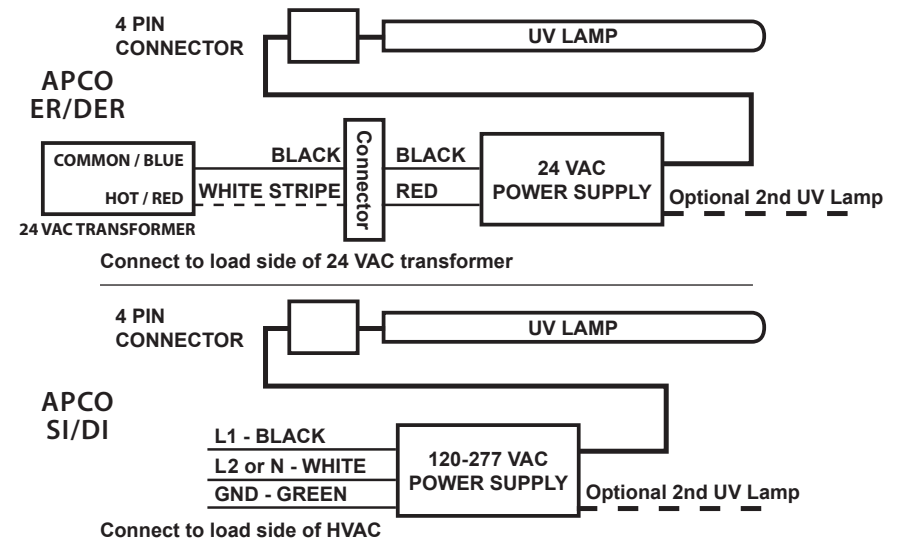 4 PIN
CONNECTOR
UV LAMP
APCO
ER/DER
COMMON / BLUE
HOT / RED
24 VAC TRANSFORMER
BLACK
WHITE STRIPE
Connector
BLACK
RED
24 VAC
POWER SUPPLY
Optional 2nd UV Lamp
Connect to load side of 24 VAC transformer
4 PIN
CONNECTOR
UV LAMP
APCO
SI/DI
L1 - BLACK
L2 or N - WHITE
GND - GREEN
120-277 VAC
POWER SUPPLY
Optional 2nd UV Lamp
Connect to load side of HVAC